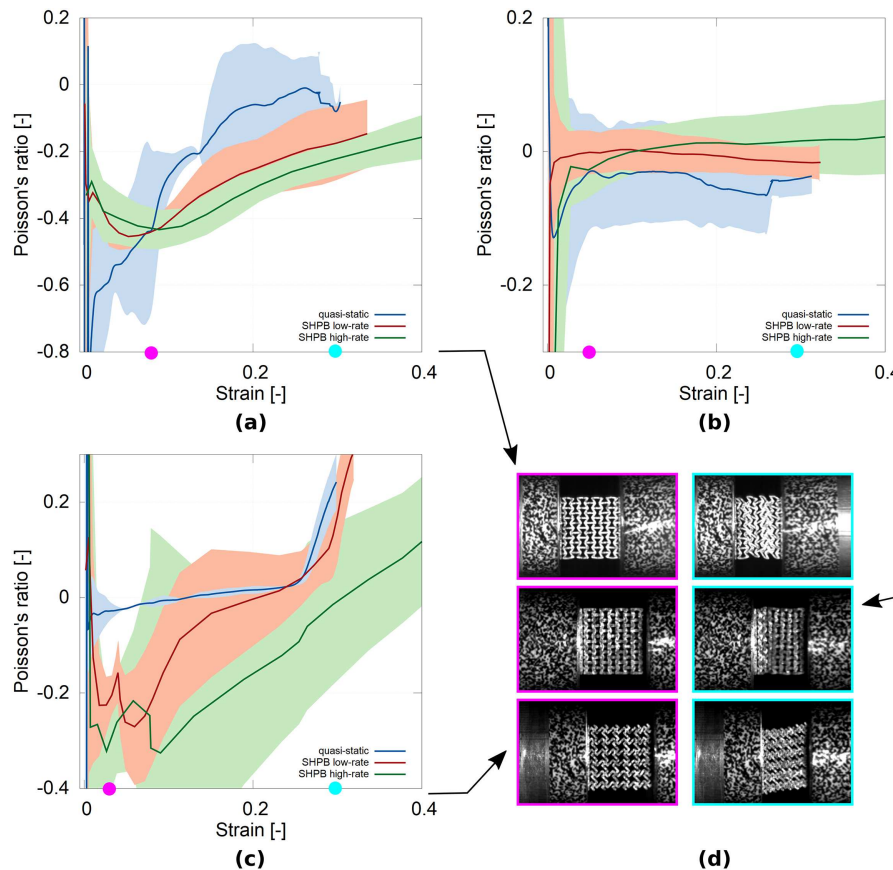 0.2
0
-0.2
-0.4
-0.6
-0.8
Poisson's ratio [-]
quasi-static
SHPB low-rate
SHPB high-rate
0
0.2
0.4
Strain [-]
(a)
0.2
0
-0.2
Poisson's ratio [-]
quasi-static
SHPB low-rate
SHPB high-rate
0
0.2
0.4
Strain [-]
(b)
0.2
0
-0.2
-0.4
Poisson's ratio [-]
quasi-static
SHPB low-rate
SHPB high-rate
0
0.2
0.4
Strain [-]
(c)
(d)